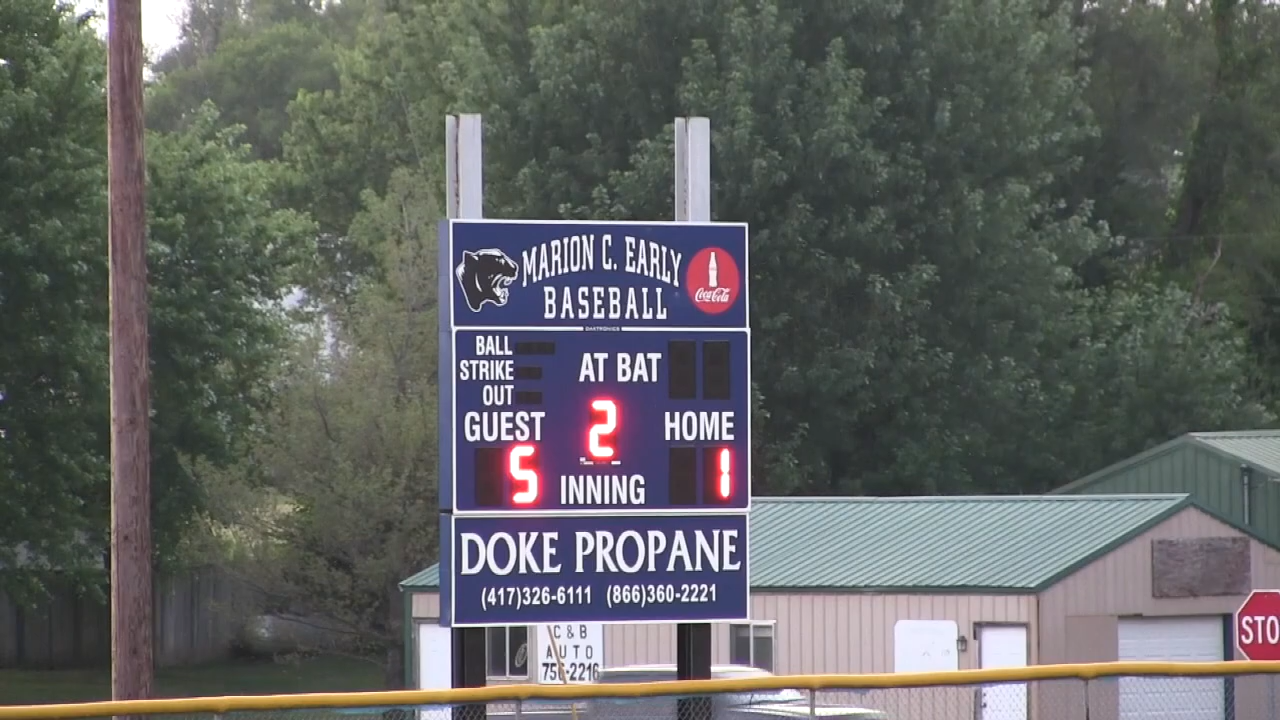 MARION C. EARLY
BASEBALL
Coca-Cola
DAKTRONICS
BALL
STRIKE
OUT
AT BAT
GUEST
2
HOME
5
INNING
1
DOKE PROPANE
(417)326-6111 (866)360-2221
C & B
AUTO
756-2216
STO